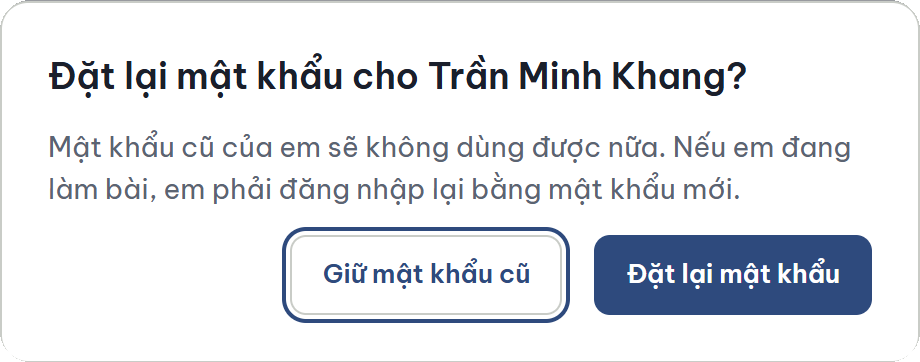 Đặt lại mật khẩu cho Trần Minh Khang?
Mật khẩu cũ của em sẽ không dùng được nữa. Nếu em đang
làm bài, em phải đăng nhập lại bằng mật khẩu mới.
Giữ mật khẩu cũ
Đặt lại mật khẩu